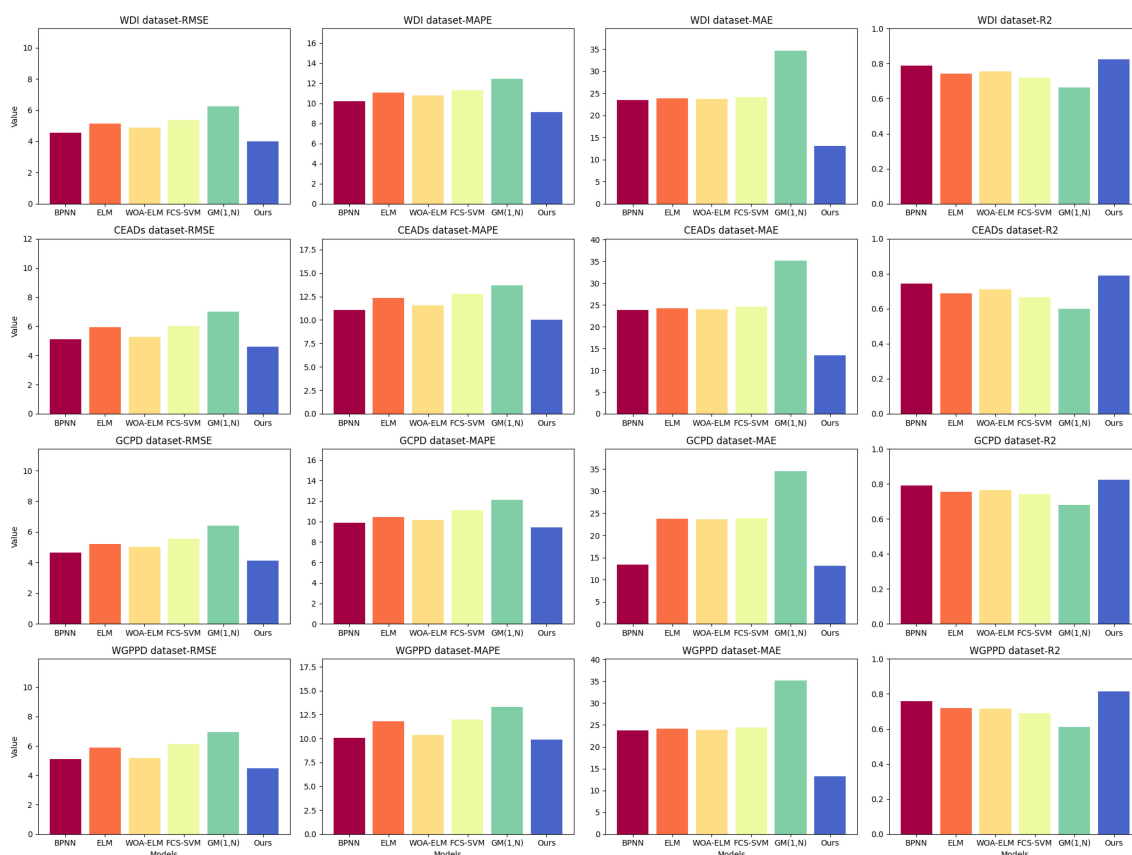 WDI dataset-RMSE
Value
10
8
6
4
2
0
BPNN ELM WOA-ELM FCS-SVM GM(1,N) Ours
WDI dataset-MAPE
16
14
12
10
8
6
4
2
0
BPNN ELM WOA-ELM FCS-SVM GM(1,N) Ours
WDI dataset-MAE
35
30
25
20
15
10
5
0
BPNN ELM WOA-ELM FCS-SVM GM(1,N) Ours
WDI dataset-R2
1.0
0.8
0.6
0.4
0.2
0.0
BPNN ELM WOA-ELM FCS-SVM GM(1,N) Ours
CEADs dataset-RMSE
Value
12
10
8
6
4
2
0
BPNN ELM WOA-ELM FCS-SVM GM(1,N) Ours
CEADs dataset-MAPE
17.5
15.0
12.5
10.0
7.5
5.0
2.5
0.0
BPNN ELM WOA-ELM FCS-SVM GM(1,N) Ours
CEADs dataset-MAE
40
35
30
25
20
15
10
5
0
BPNN ELM WOA-ELM FCS-SVM GM(1,N) Ours
CEADs dataset-R2
1.0
0.8
0.6
0.4
0.2
0.0
BPNN ELM WOA-ELM FCS-SVM GM(1,N) Ours
GCPD dataset-RMSE
Value
10
8
6
4
2
0
BPNN ELM WOA-ELM FCS-SVM GM(1,N) Ours
GCPD dataset-MAPE
16
14
12
10
8
6
4
2
0
BPNN ELM WOA-ELM FCS-SVM GM(1,N) Ours
GCPD dataset-MAE
35
30
25
20
15
10
5
0
BPNN ELM WOA-ELM FCS-SVM GM(1,N) Ours
GCPD dataset-R2
1.0
0.8
0.6
0.4
0.2
0.0
BPNN ELM WOA-ELM FCS-SVM GM(1,N) Ours
WGPPD dataset-RMSE
Value
10
8
6
4
2
0
BPNN ELM WOA-ELM FCS-SVM GM(1,N) Ours
Models
WGPPD dataset-MAPE
17.5
15.0
12.5
10.0
7.5
5.0
2.5
0.0
BPNN ELM WOA-ELM FCS-SVM GM(1,N) Ours
Models
WGPPD dataset-MAE
40
35
30
25
20
15
10
5
0
BPNN ELM WOA-ELM FCS-SVM GM(1,N) Ours
Models
WGPPD dataset-R2
1.0
0.8
0.6
0.4
0.2
0.0
BPNN ELM WOA-ELM FCS-SVM GM(1,N) Ours
Models